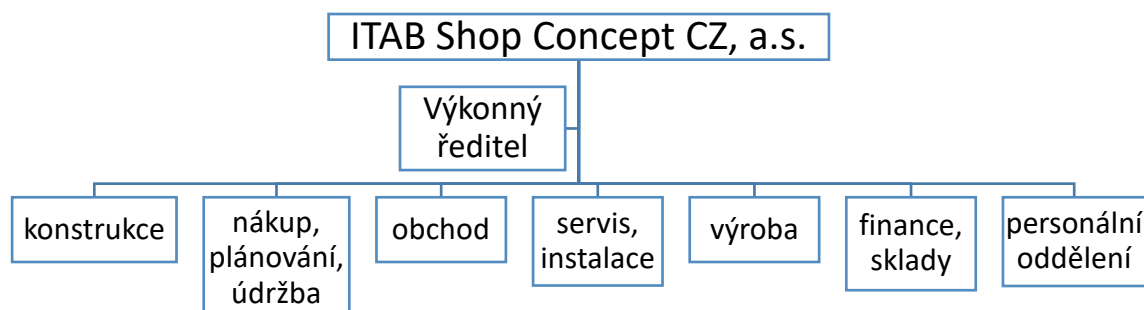 ITAB Shop Concept CZ, a.s.
Výkonný
ředitel
konstrukce
nákup,
plánování,
údržba
obchod
servis,
instalace
výroba
finance,
sklady
personální
oddělení